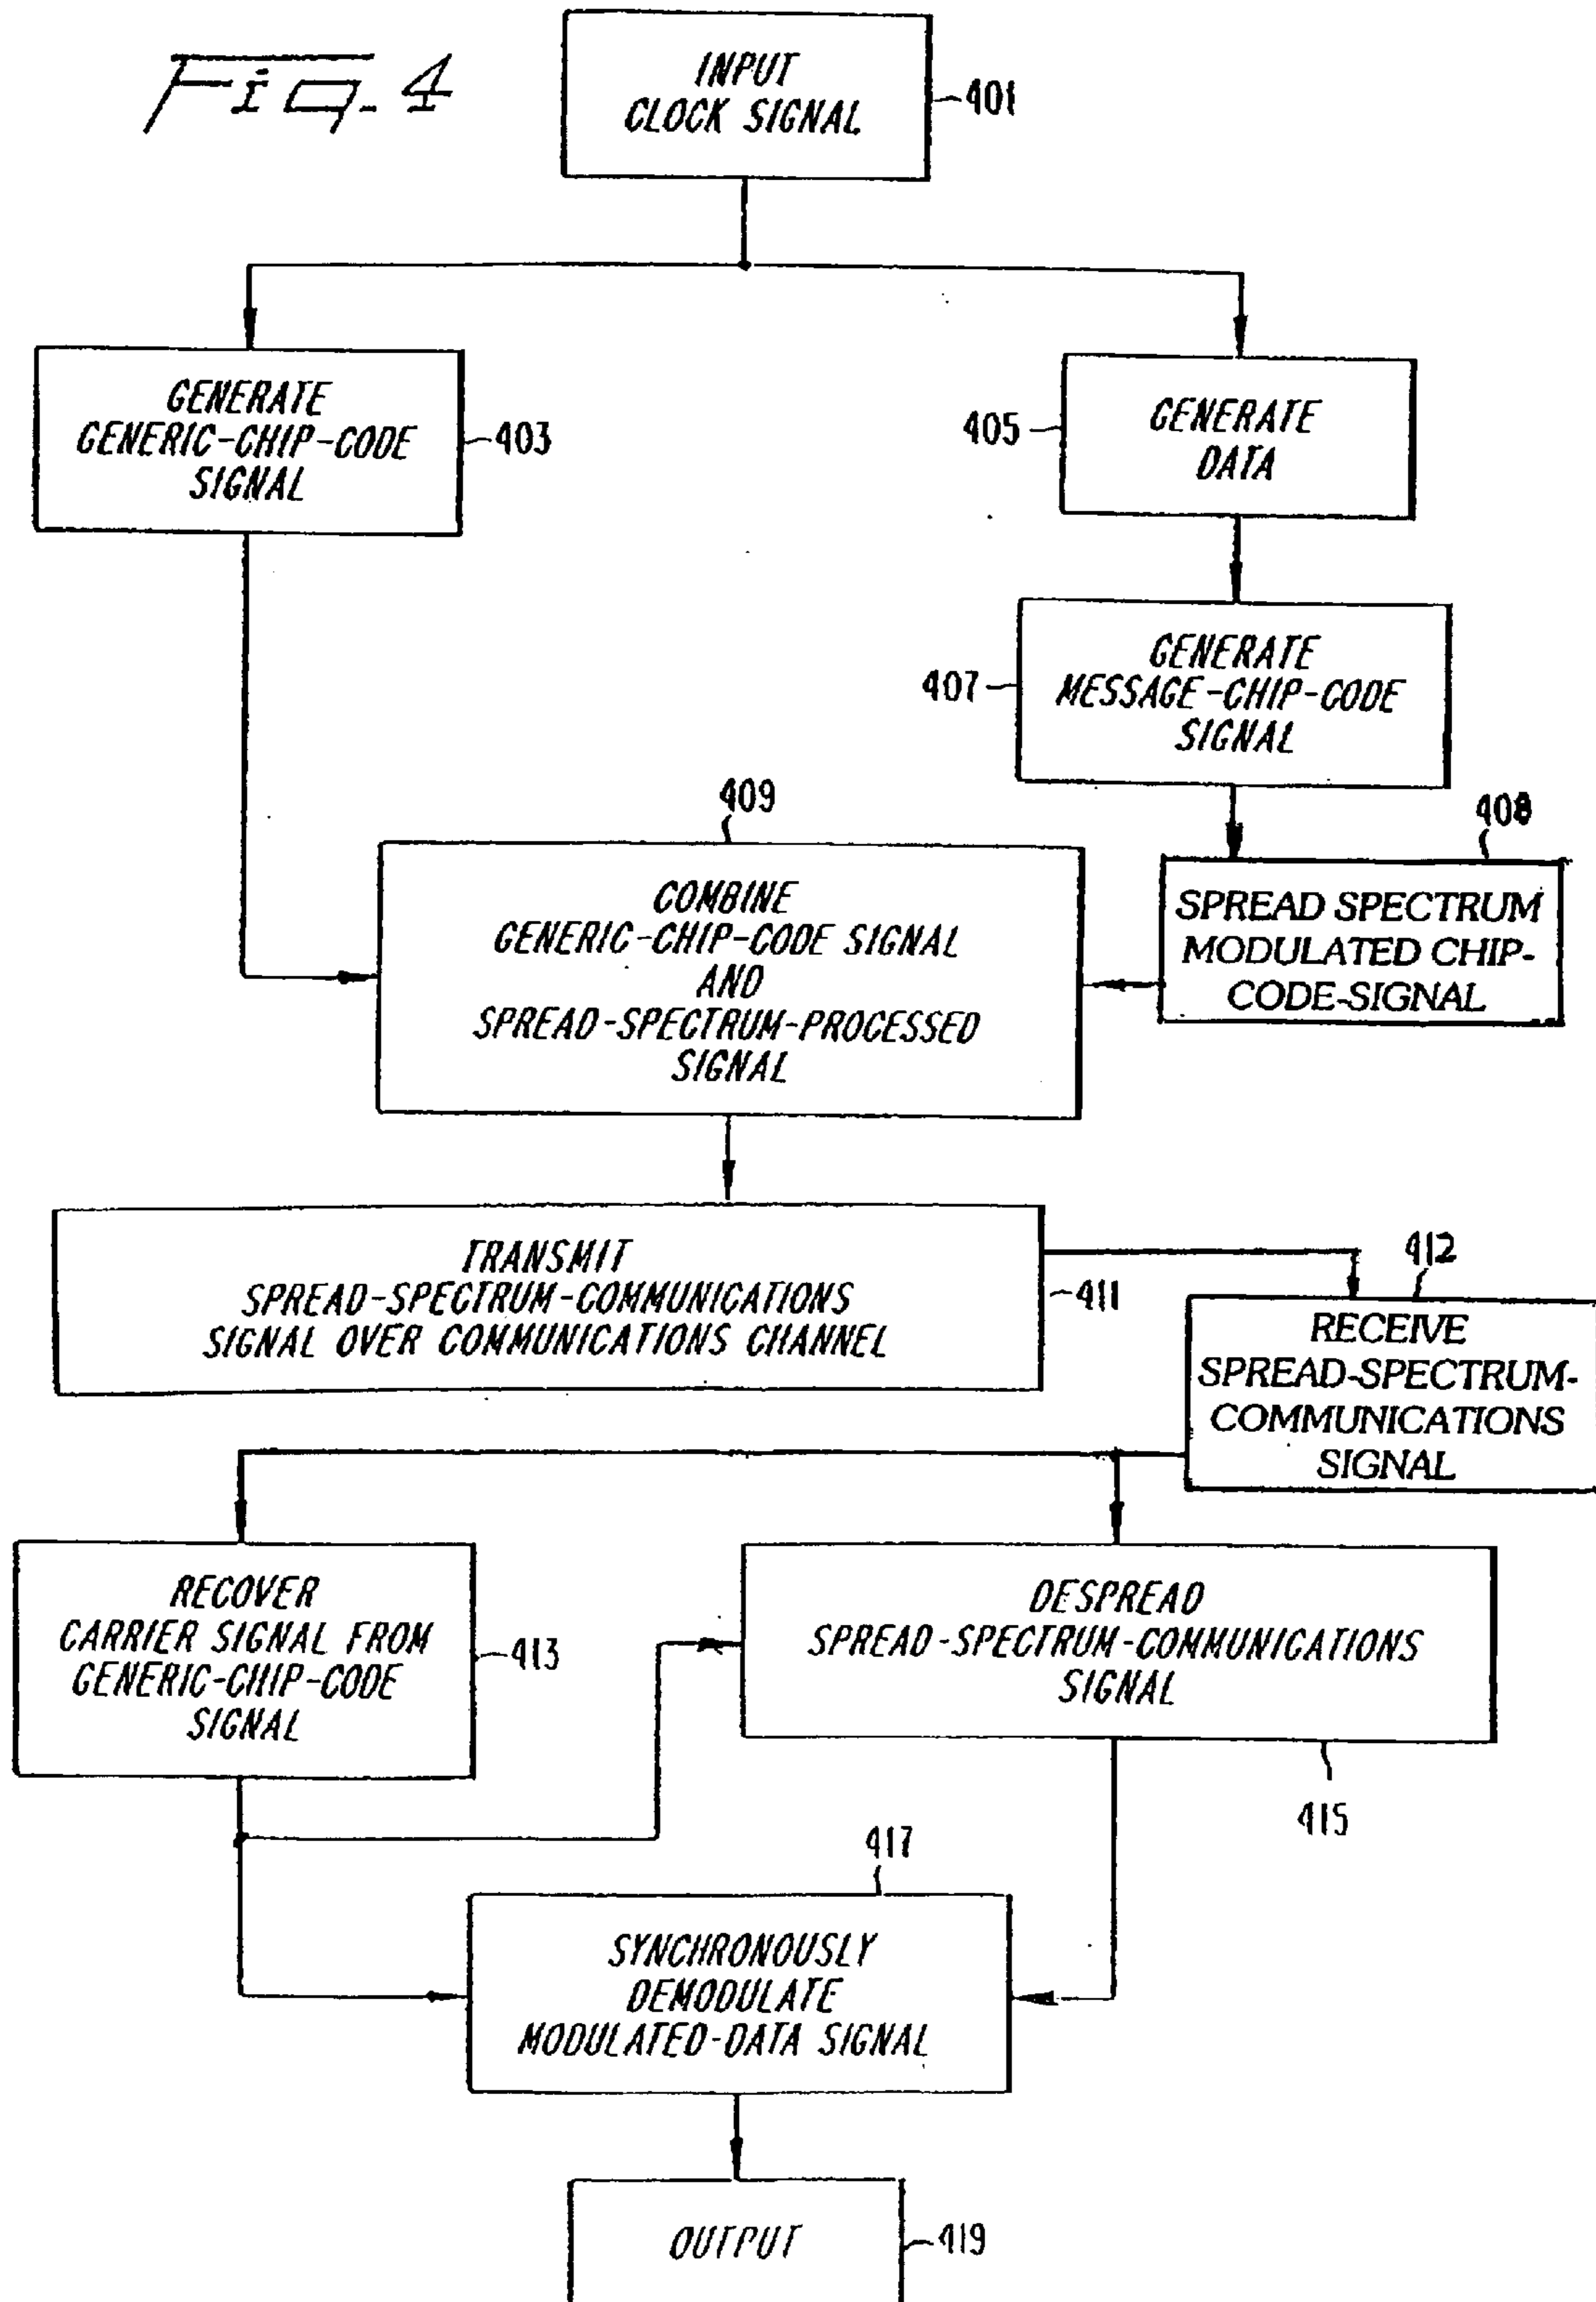 Fig. 4
INPUT
CLOCK SIGNAL
401
GENERATE
GENERIC-CHIP-CODE
SIGNAL
403
405
GENERATE
DATA
407
GENERATE
MESSAGE-CHIP-CODE
SIGNAL
409
408
COMBINE
GENERIC-CHIP-CODE SIGNAL
AND
SPREAD-SPECTRUM-PROCESSED
SIGNAL
SPREAD SPECTRUM
MODULATED CHIP-
CODE-SIGNAL
TRANSMIT
SPREAD-SPECTRUM-COMMUNICATIONS
SIGNAL OVER COMMUNICATIONS CHANNEL
411
412
RECEIVE
SPREAD-SPECTRUM-
COMMUNICATIONS
SIGNAL
RECOVER
CARRIER SIGNAL FROM
GENERIC-CHIP-CODE
SIGNAL
413
DESPREAD
SPREAD-SPECTRUM-COMMUNICATIONS
SIGNAL
415
417
SYNCHRONOUSLY
DEMODULATE
MODULATED-DATA SIGNAL
OUTPUT
419